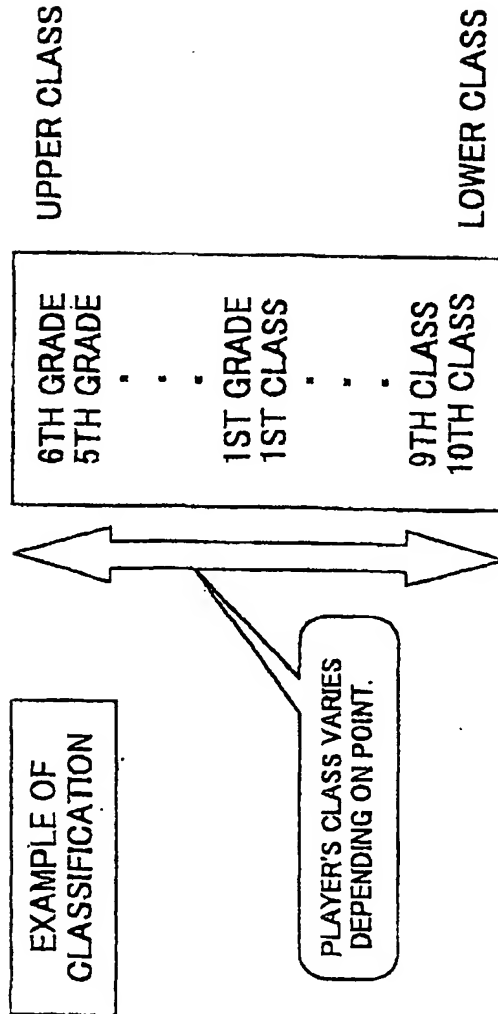 EXAMPLE OF
CLASSIFICATION
PLAYER'S CLASS VARIES
DEPENDING ON POINT.
6TH GRADE
5TH GRADE
1ST GRADE
1ST CLASS
9TH CLASS
10TH CLASS
UPPER CLASS
LOWER CLASS